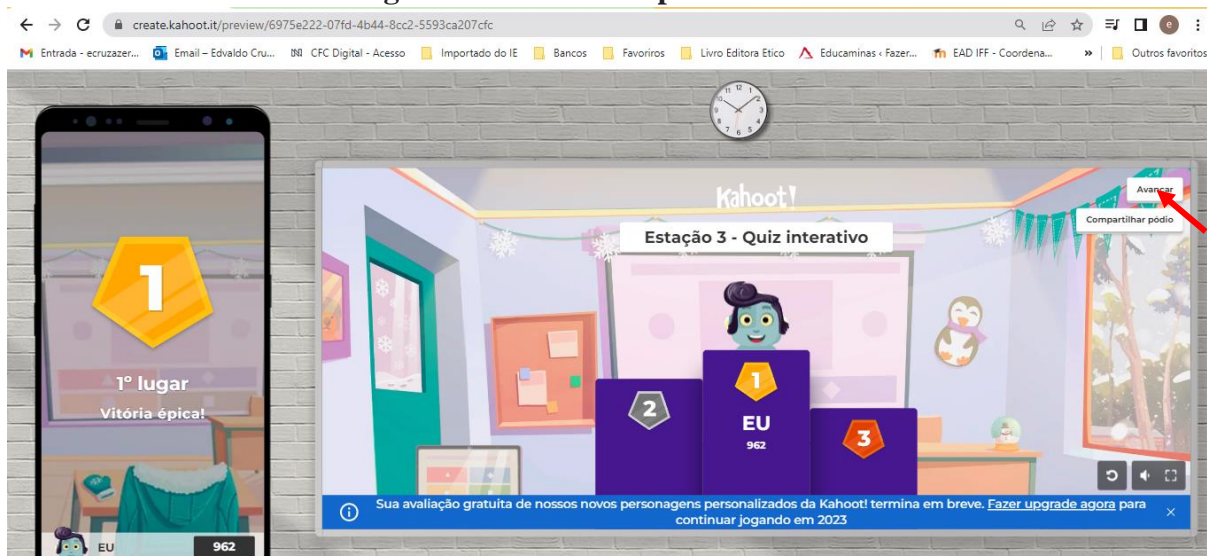 create.kahoot.it/preview/6975e222-07fd-4b44-8cc2-5593ca207cfc
e
Entrada - ecruzazer... Email – Edvaldo Cru... CFC Digital - Acesso Importado do IE Bancos Favoriros Livro Editora Etico Educaminas ‹ Fazer... EAD IFF - Coordena... » Outros favoritos
Kahoot!
Avançar
Compartilhar pódio
Estação 3 - Quiz interativo
1
1º lugar
Vitória épica!
EU 962
2
1
EU
962
3
Sua avaliação gratuita de nossos novos personagens personalizados da Kahoot! termina em breve. Fazer upgrade agora para
continuar jogando em 2023